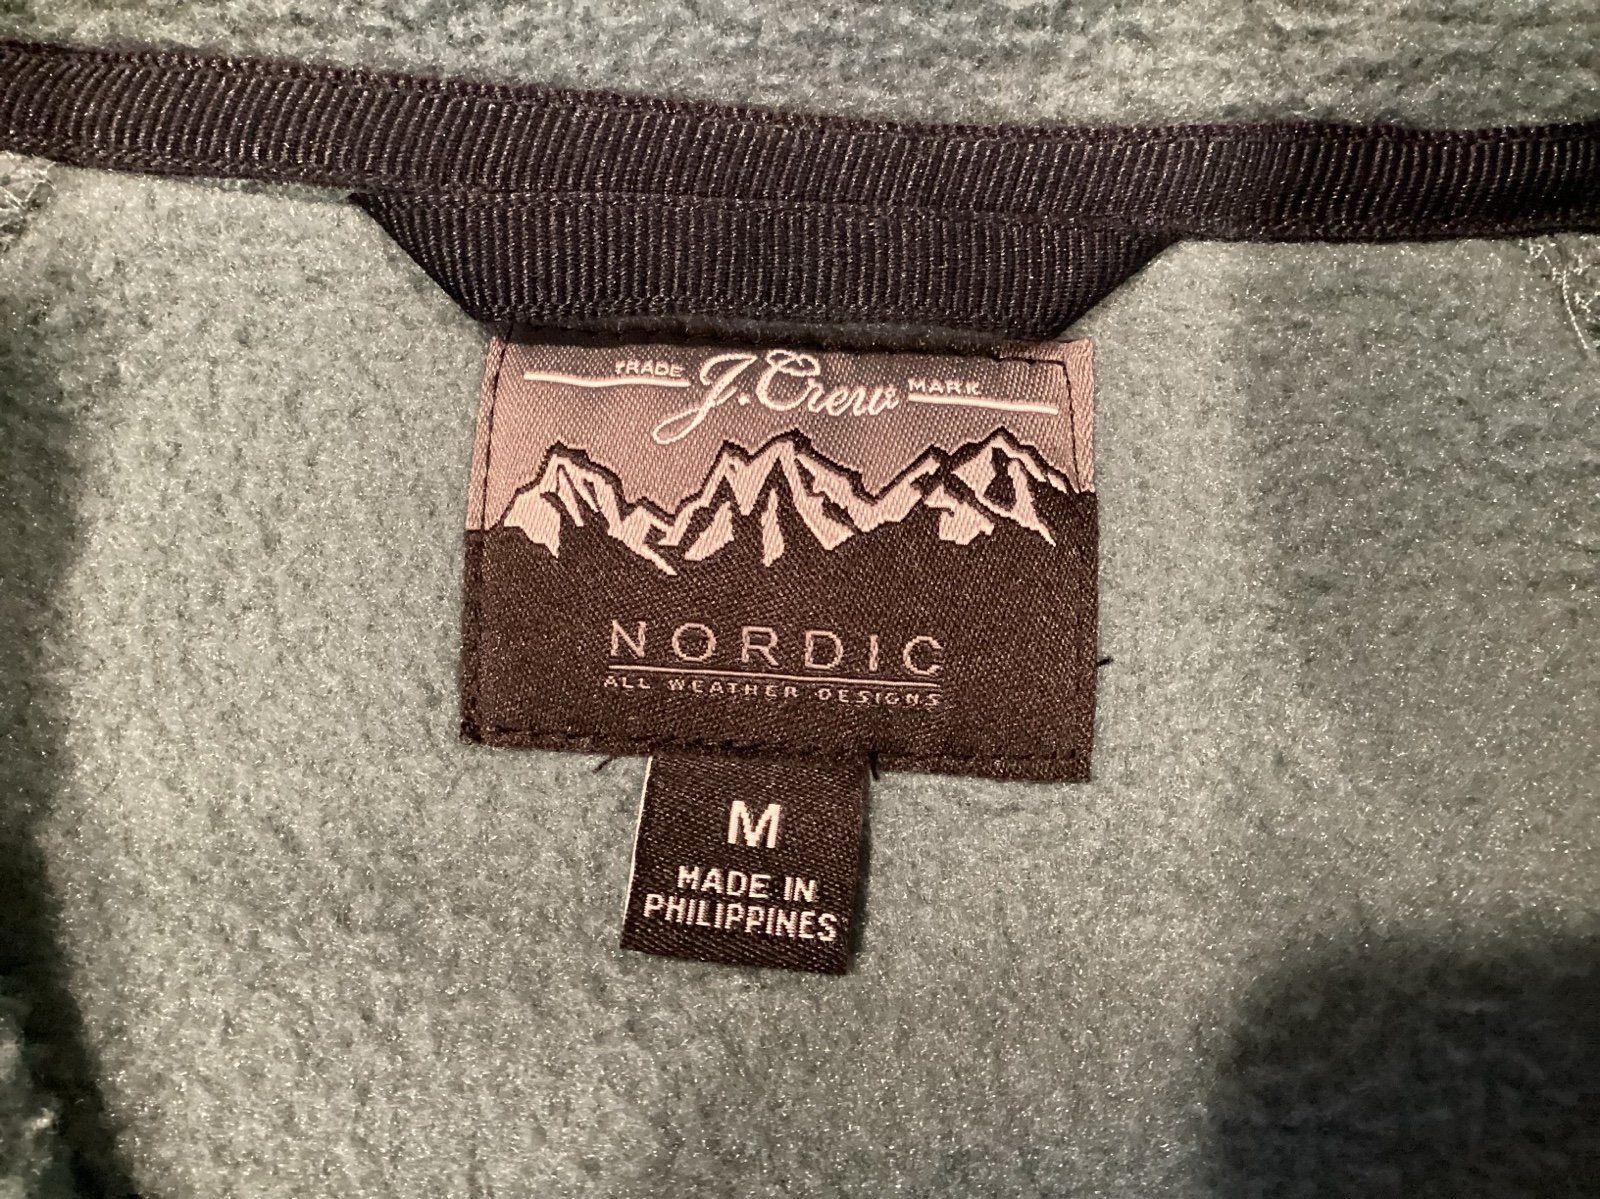 TRADE J.Crew MARK
NORDIC
ALL WEATHER DESIGNS
M
MADE IN
PHILIPPINES